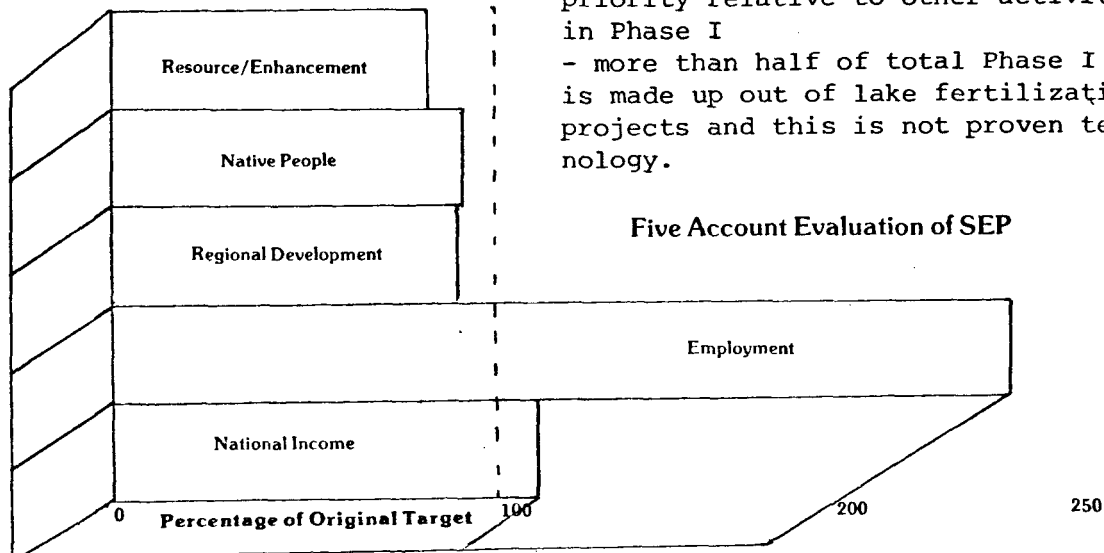 priority relative to other activi
in Phase I
- more than half of total Phase I
is made up out of lake fertilizati
projects and this is not proven te
nology.
Five Account Evaluation of SEP
Resource/Enhancement
Native People
Regional Development
Employment
National Income
0 Percentage of Original Target 100 200 250